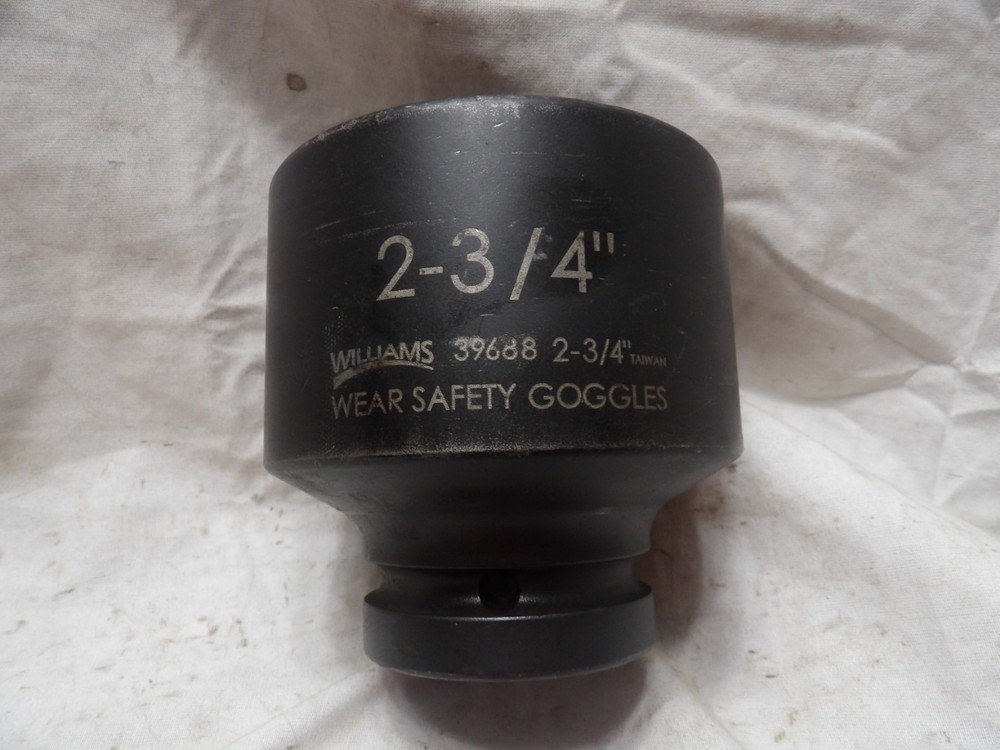 2-3/4"
WILLIAMS 39688 2-3/4" TAIWAN
WEAR SAFETY GOGGLES